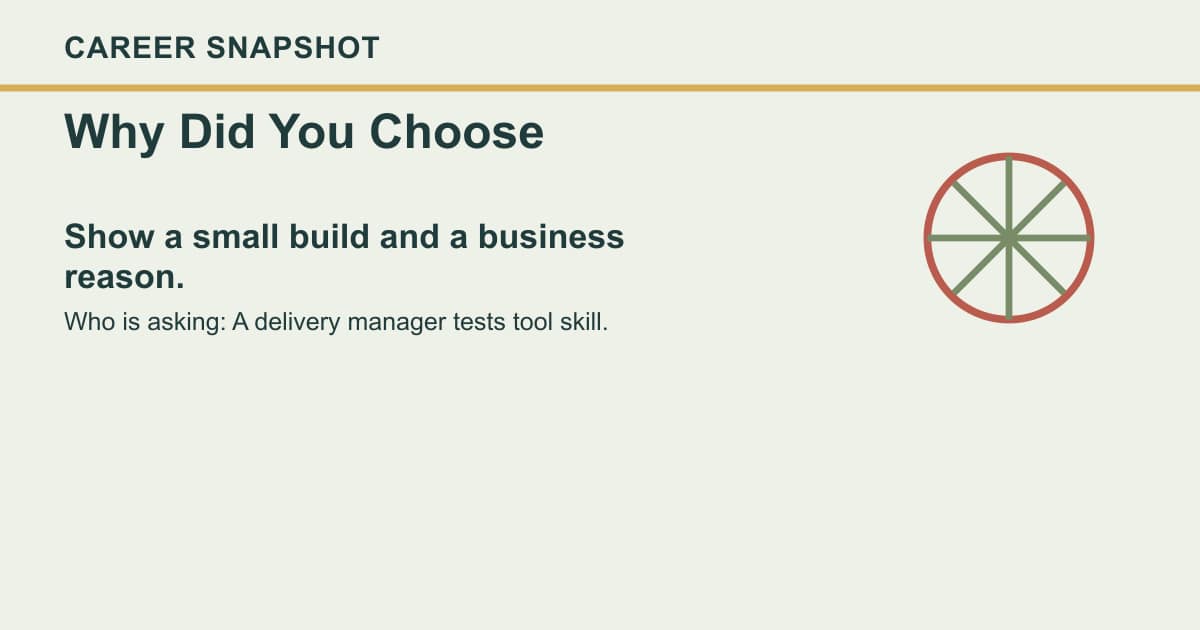 CAREER SNAPSHOT
Why Did You Choose
Show a small build and a business
reason.
Who is asking: A delivery manager tests tool skill.